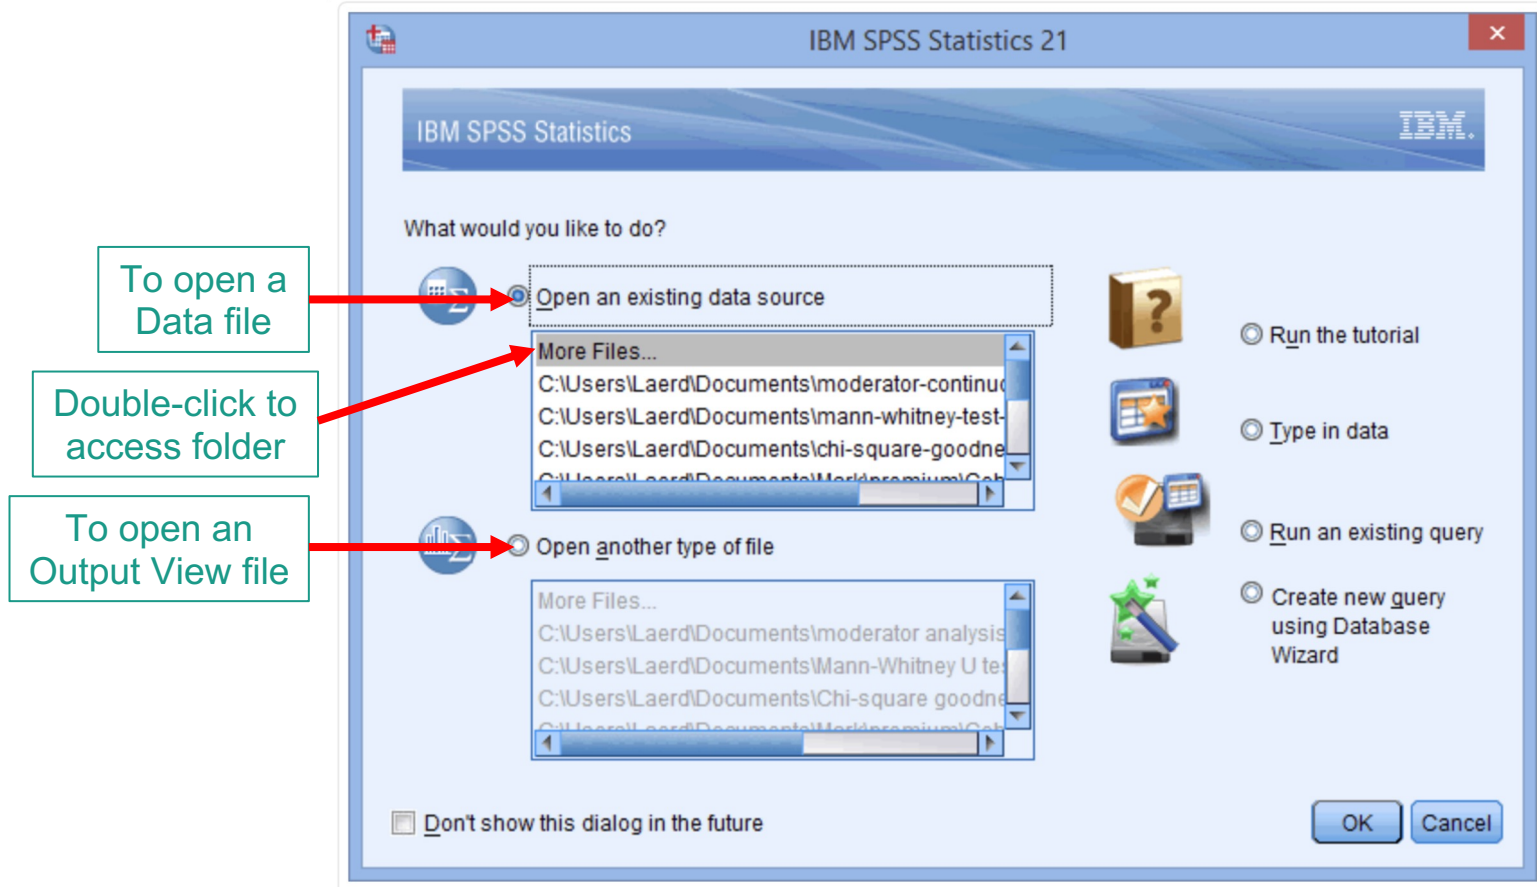 IBM SPSS Statistics 21
IBM SPSS Statistics
IBM.
What would you like to do?
To open a
Data file
Open an existing data source
Double-click to
access folder
More Files...
C:\Users\Laerd\Documents\moderator-continuo
C:\Users\Laerd\Documents\mann-whitney-test-
C:\Users\Laerd\Documents\chi-square-goodne
To open an
Output View file
Open another type of file
More Files...
C:\Users\Laerd\Documents\moderator analysis
C:\Users\Laerd\Documents\Mann-Whitney U te
C:\Users\Laerd\Documents\Chi-square goodne
Run the tutorial
Type in data
Run an existing query
Create new query
using Database
Wizard
Don't show this dialog in the future
OK
Cancel